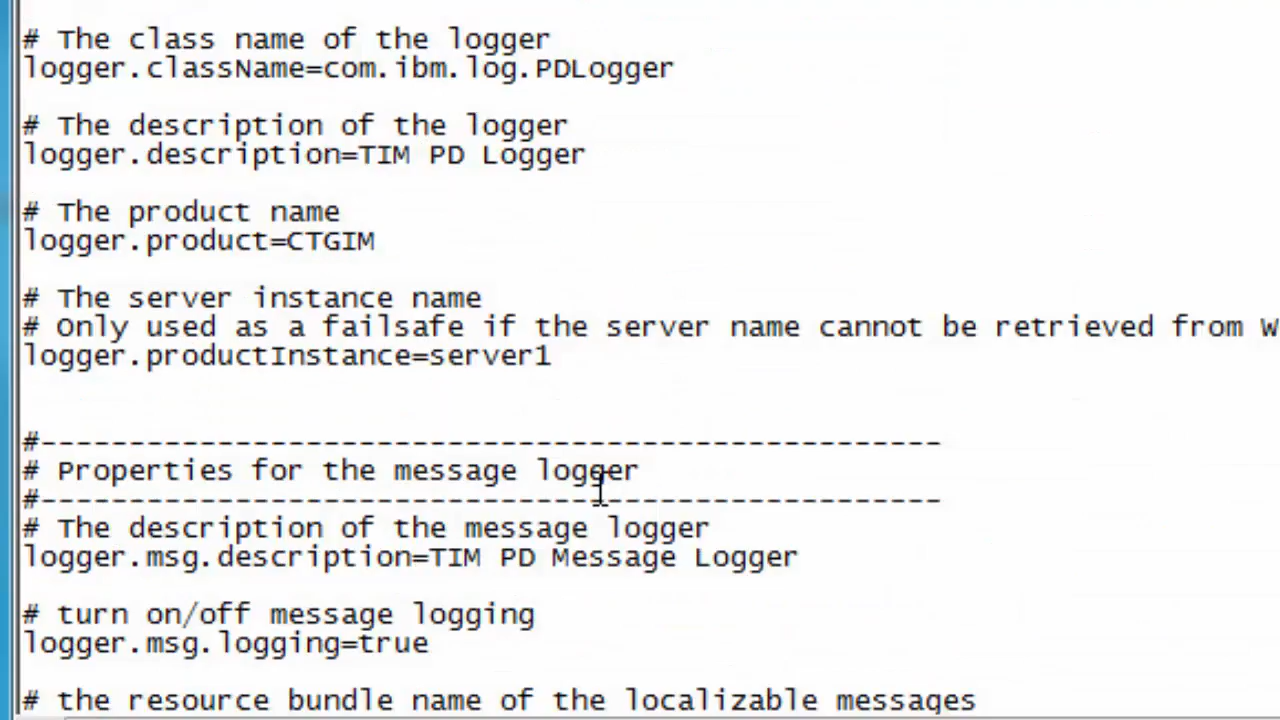 # The class name of the logger
logger.className=com.ibm.log.PDLogger
# The description of the logger
logger.description=TIM PD Logger
# The product name
logger.product=CTGIM
# The server instance name
# Only used as a failsafe if the server name cannot be retrieved from W
logger.productInstance=server1
#---------------------------------------------------
# Properties for the message logger
#---------------------------------------------------
# The description of the message logger
logger.msg.description=TIM PD Message Logger
# turn on/off message logging
logger.msg.logging=true
# the resource bundle name of the localizable messages